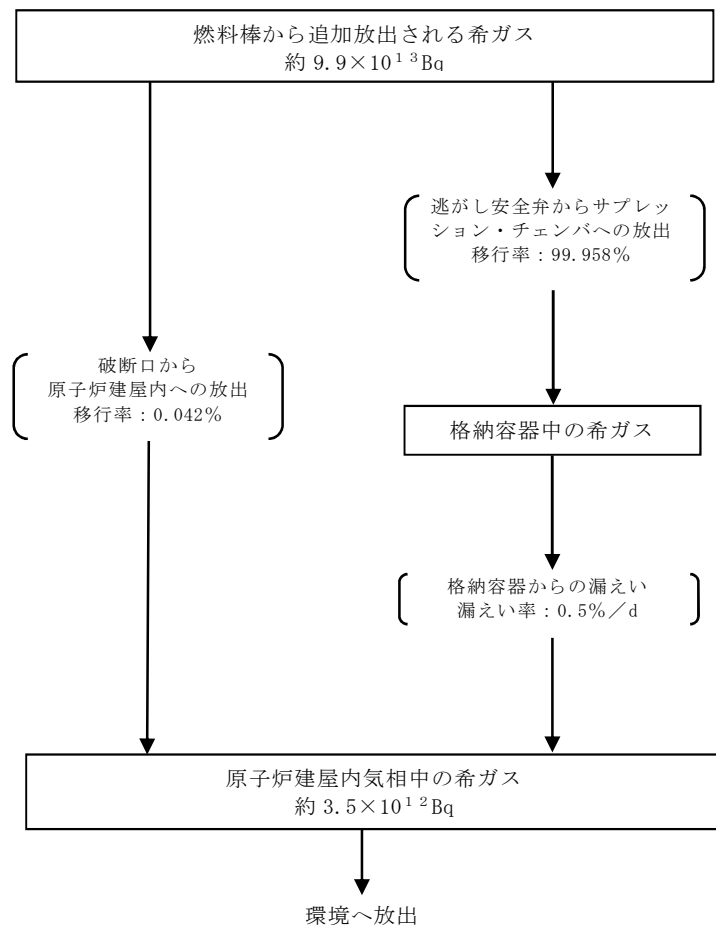 燃料棒から追加放出される希ガス
約 9.9×10¹³Bq
逃がし安全弁からサプレッ
ション・チェンバへの放出
移行率：99.958％
破断口から
原子炉建屋内への放出
移行率：0.042％
格納容器中の希ガス
格納容器からの漏えい
漏えい率：0.5％／d
原子炉建屋内気相中の希ガス
約 3.5×10¹²Bq
環境へ放出